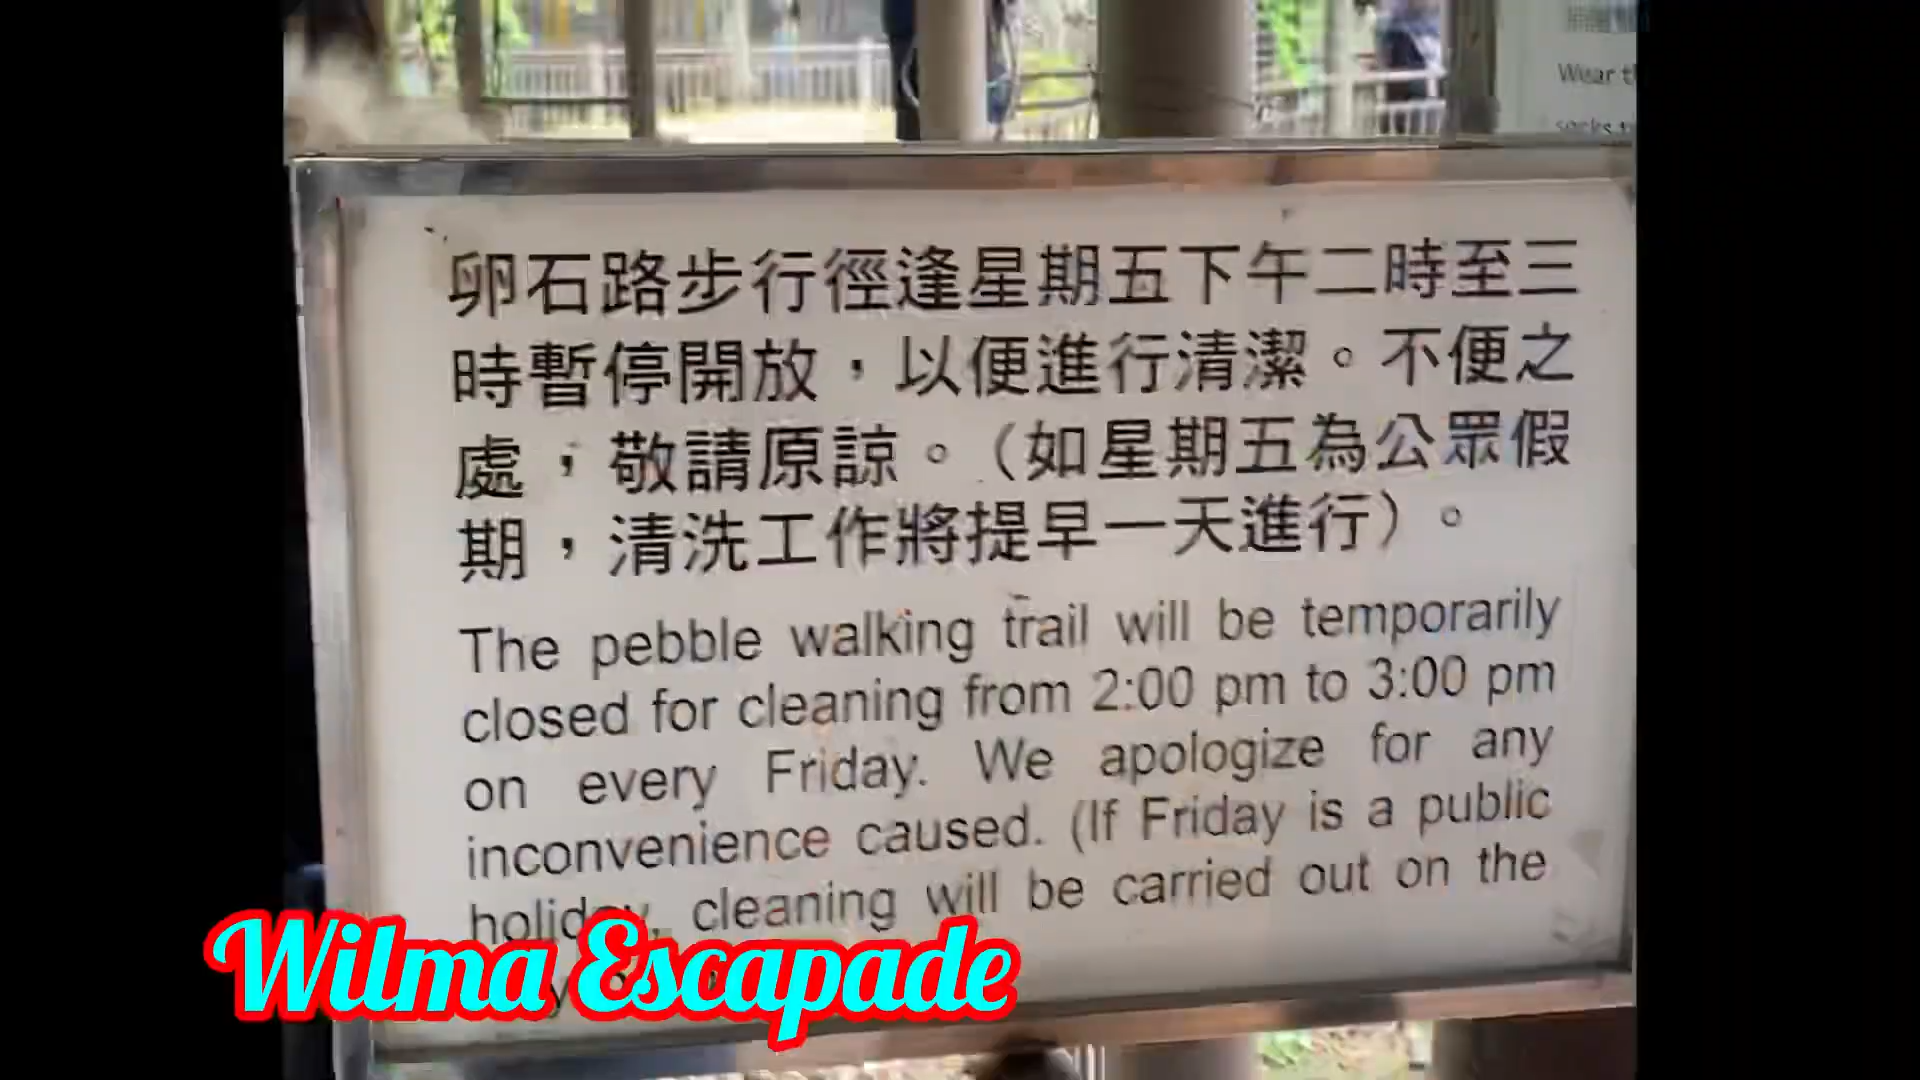 Wear
卵石路步行徑逢星期五下午二時至三
時暫停開放，以便進行清潔。不便之
處，敬請原諒。（如星期五為公眾假
期，清洗工作將提早一天進行）。
The pebble walking trail will be temporarily
closed for cleaning from 2:00 pm to 3:00 pm
on every Friday. We apologize for any
inconvenience caused. (If Friday is a public
holiday, cleaning will be carried out on the
Wilma Escapade